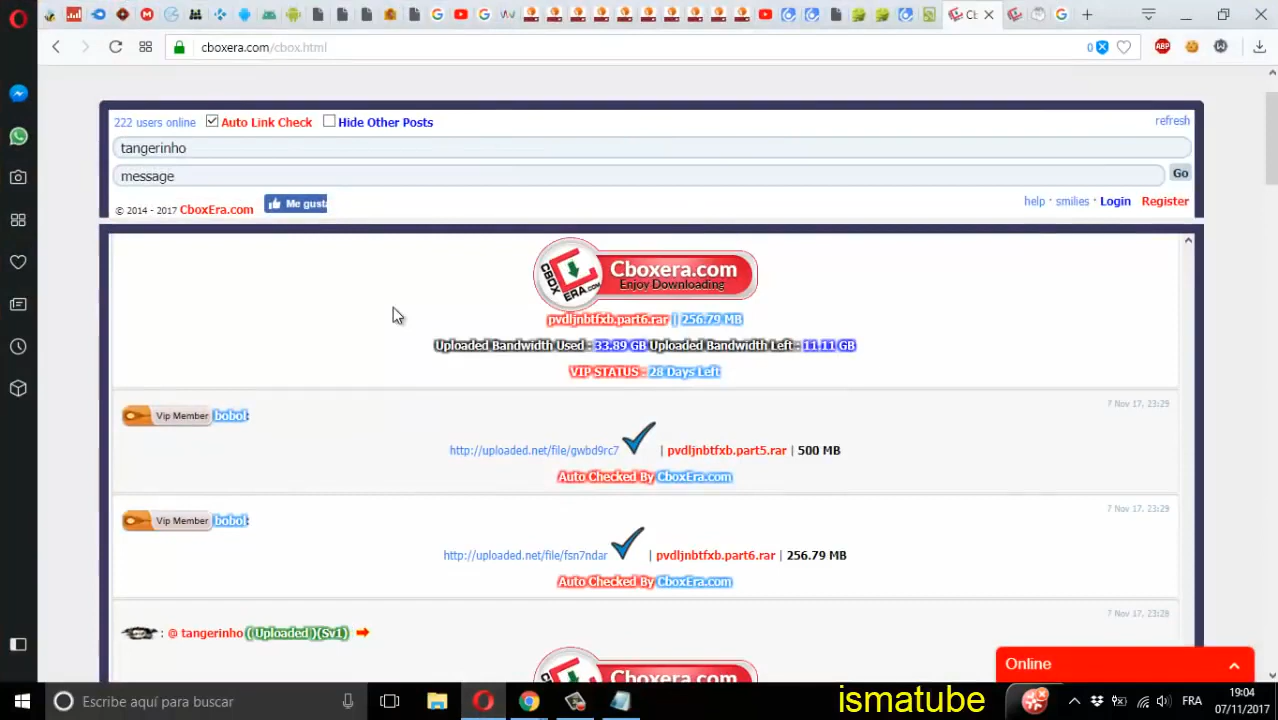 Cb
cboxera.com/cbox.html
0
ABP
222 users online Auto Link Check Hide Other Posts refresh
tangerinho
message Go
© 2014 - 2017 CboxEra.com Me gusta help · smilies · Login Register
CBOX ERA.COM
Cboxera.com
Enjoy Downloading
pvdljnbtfxb.part6.rar | 256.79 MB
Uploaded Bandwidth Used : 33.89 GB Uploaded Bandwidth Left : 11.11 GB
VIP STATUS : 28 Days Left
7 Nov 17, 23:29
Vip Member bobol:
http://uploaded.net/file/gwbd9rc7 | pvdljnbtfxb.part5.rar | 500 MB
Auto Checked By CboxEra.com
7 Nov 17, 23:29
Vip Member bobol:
http://uploaded.net/file/fsn7ndar | pvdljnbtfxb.part6.rar | 256.79 MB
Auto Checked By CboxEra.com
7 Nov 17, 23:28
: @ tangerinho ( Uploaded )(Sv1)
Cboxera.com
Online
Escribe aquí para buscar
ismatube
FRA
19:04
07/11/2017